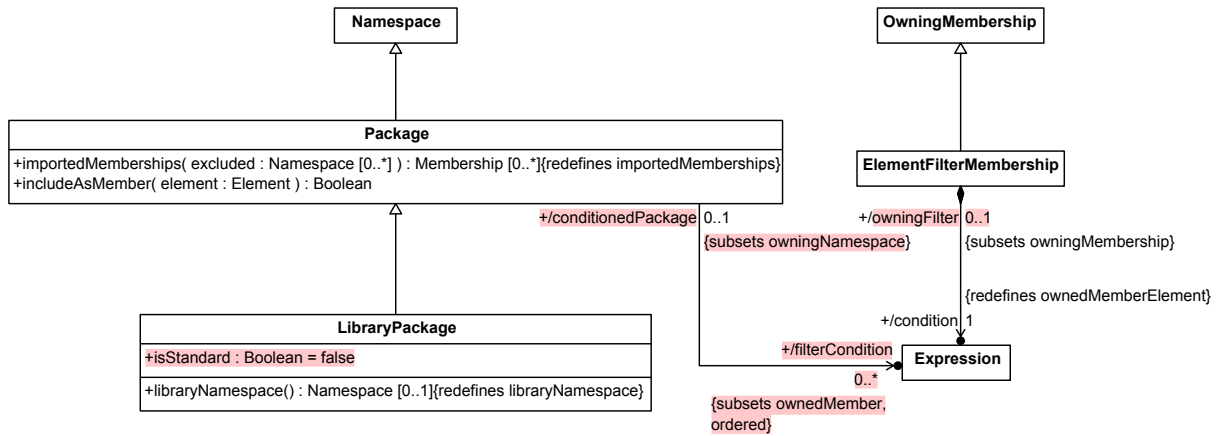 Namespace
OwningMembership
Package
+importedMemberships( excluded : Namespace [0..*] ) : Membership [0..*]{redefines importedMemberships}
+includeAsMember( element : Element ) : Boolean
ElementFilterMembership
+/conditionedPackage 0..1
{subsets owningNamespace}
+/owningFilter 0..1
{subsets owningMembership}
{redefines ownedMemberElement}
+/condition 1
LibraryPackage
+isStandard : Boolean = false
+libraryNamespace() : Namespace [0..1]{redefines libraryNamespace}
+/filterCondition
0..*
{subsets ownedMember,
ordered}
Expression